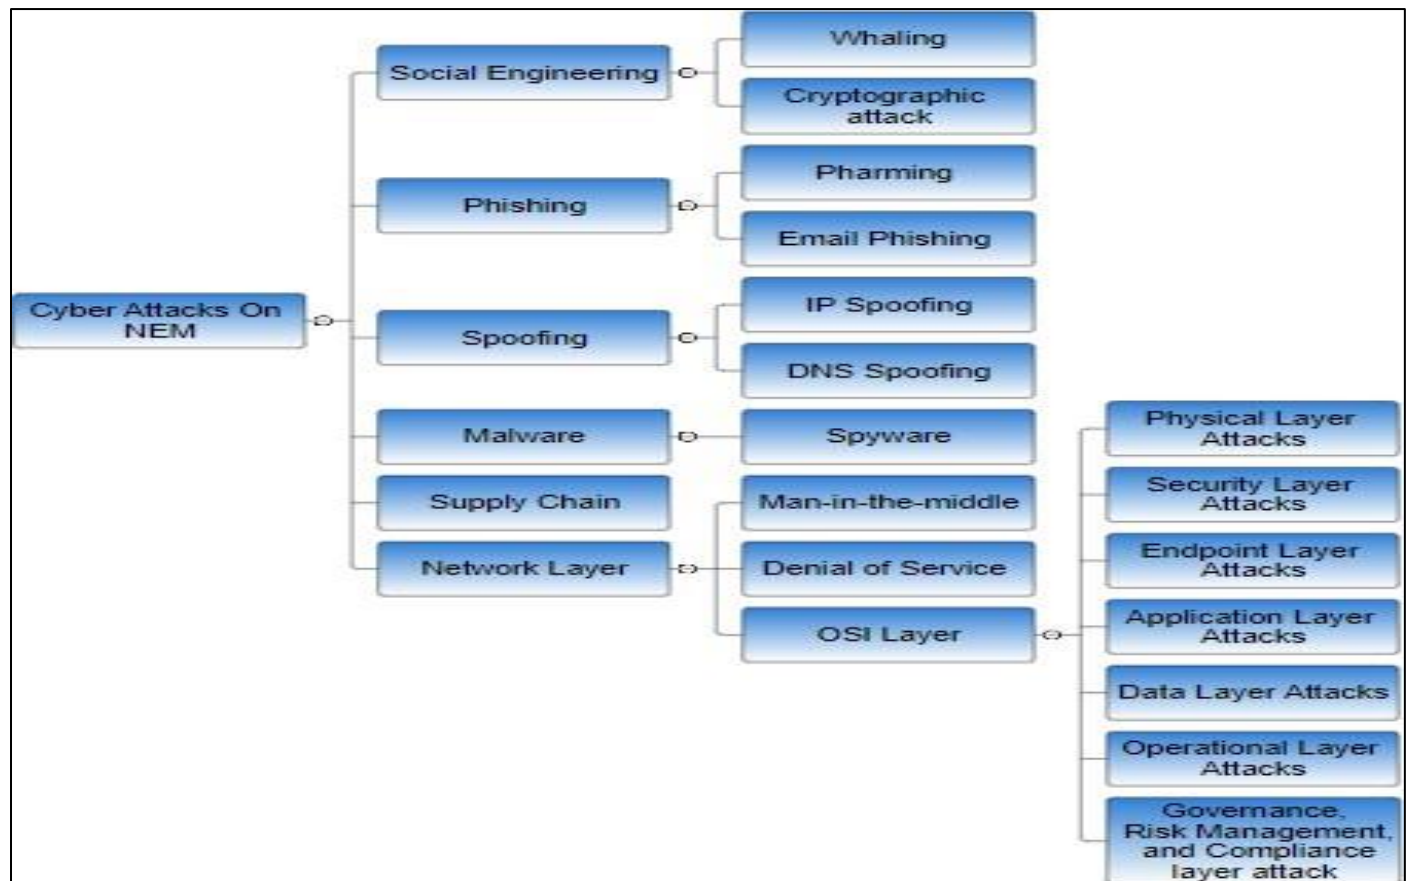 Cyber Attacks On
NEM
Social Engineering
Whaling
Cryptographic
attack
Phishing
Pharming
Email Phishing
Spoofing
IP Spoofing
DNS Spoofing
Malware
Spyware
Supply Chain
Network Layer
Man-in-the-middle
Denial of Service
OSI Layer
Physical Layer
Attacks
Security Layer
Attacks
Endpoint Layer
Attacks
Application Layer
Attacks
Data Layer Attacks
Operational Layer
Attacks
Governance,
Risk Management,
and Compliance
layer attack